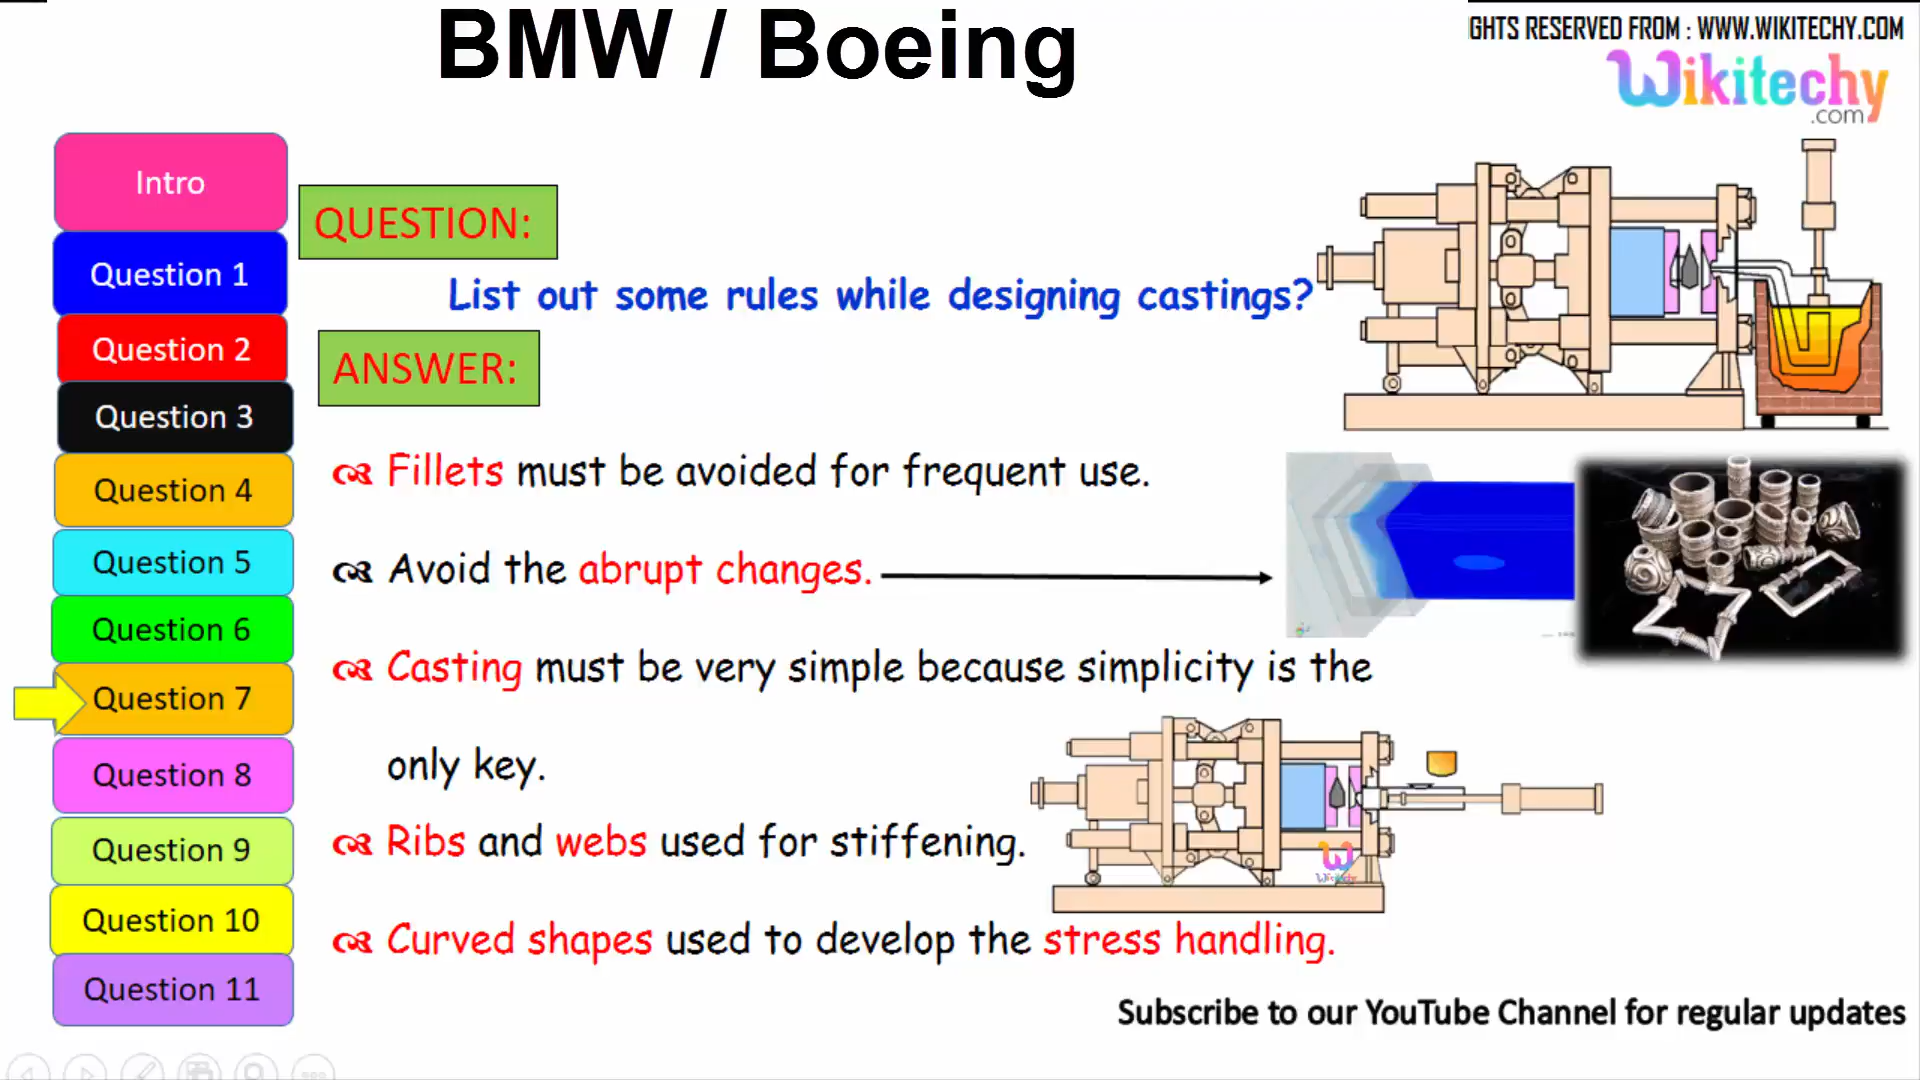 BMW / Boeing
GHTS RESERVED FROM : WWW.WIKITECHY.COM
Wikitechy
.com
Intro
Question 1
Question 2
Question 3
Question 4
Question 5
Question 6
Question 7
Question 8
Question 9
Question 10
Question 11
QUESTION:
List out some rules while designing castings?
ANSWER:
Fillets must be avoided for frequent use.
Avoid the abrupt changes.
Casting must be very simple because simplicity is the
only key.
Ribs and webs used for stiffening.
Wikitechy
Curved shapes used to develop the stress handling.
Subscribe to our YouTube Channel for regular updates